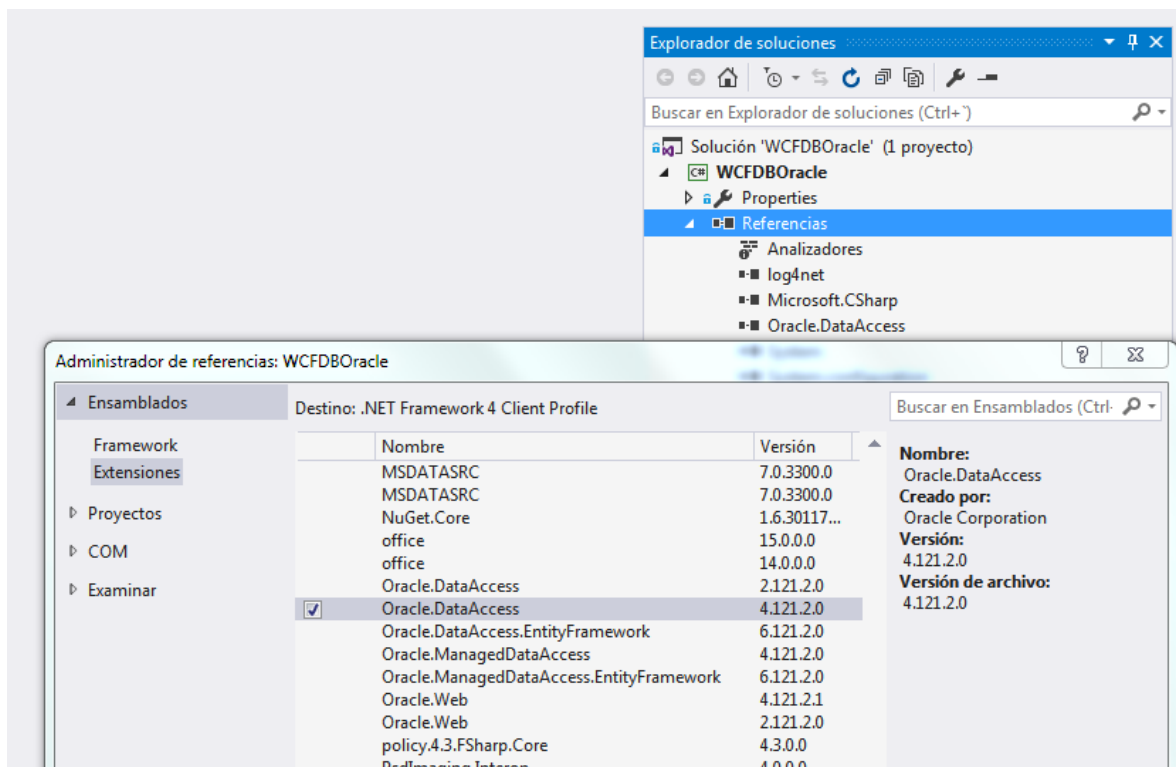 Explorador de soluciones
Buscar en Explorador de soluciones (Ctrl+`)
Solución 'WCFDBOracle' (1 proyecto)
C# WCFDBOracle
Properties
Referencias
Analizadores
log4net
Microsoft.CSharp
Oracle.DataAccess
Administrador de referencias: WCFDBOracle
Ensamblados
Framework
Extensiones
Proyectos
COM
Examinar
Destino: .NET Framework 4 Client Profile
Nombre Versión
MSDATASRC 7.0.3300.0
MSDATASRC 7.0.3300.0
NuGet.Core 1.6.30117...
office 15.0.0.0
office 14.0.0.0
Oracle.DataAccess 2.121.2.0
Oracle.DataAccess 4.121.2.0
Oracle.DataAccess.EntityFramework 6.121.2.0
Oracle.ManagedDataAccess 4.121.2.0
Oracle.ManagedDataAccess.EntityFramework 6.121.2.0
Oracle.Web 4.121.2.1
Oracle.Web 2.121.2.0
policy.4.3.FSharp.Core 4.3.0.0
Buscar en Ensamblados (Ctrl-
Nombre:
Oracle.DataAccess
Creado por:
Oracle Corporation
Versión:
4.121.2.0
Versión de archivo:
4.121.2.0